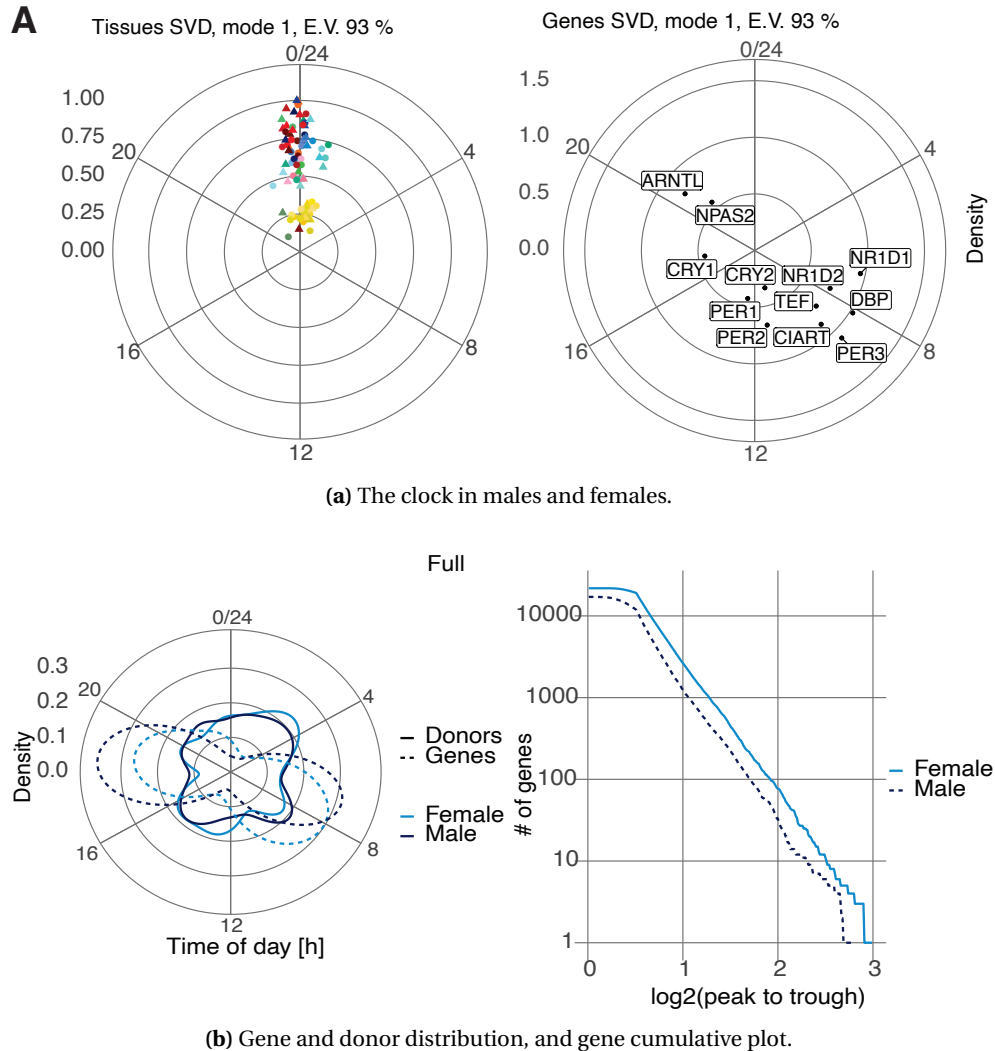 A
Tissues SVD, mode 1, E.V. 93 %
0/24
1.00
0.75
0.50
0.25
0.00
20
4
16
8
12
Genes SVD, mode 1, E.V. 93 %
0/24
1.5
1.0
0.5
0.0
20
4
16
8
12
Density
ARNTL
NPAS2
CRY1
CRY2
NR1D2
NR1D1
PER1
TEF
DBP
PER2
CIART
PER3
(a) The clock in males and females.
Full
0/24
0.3
0.2
0.1
0.0
Density
20
4
16
8
12
Time of day [h]
Donors
Genes
Female
Male
10000
1000
100
10
1
# of genes
0
1
2
3
log2(peak to trough)
Female
Male
(b) Gene and donor distribution, and gene cumulative plot.